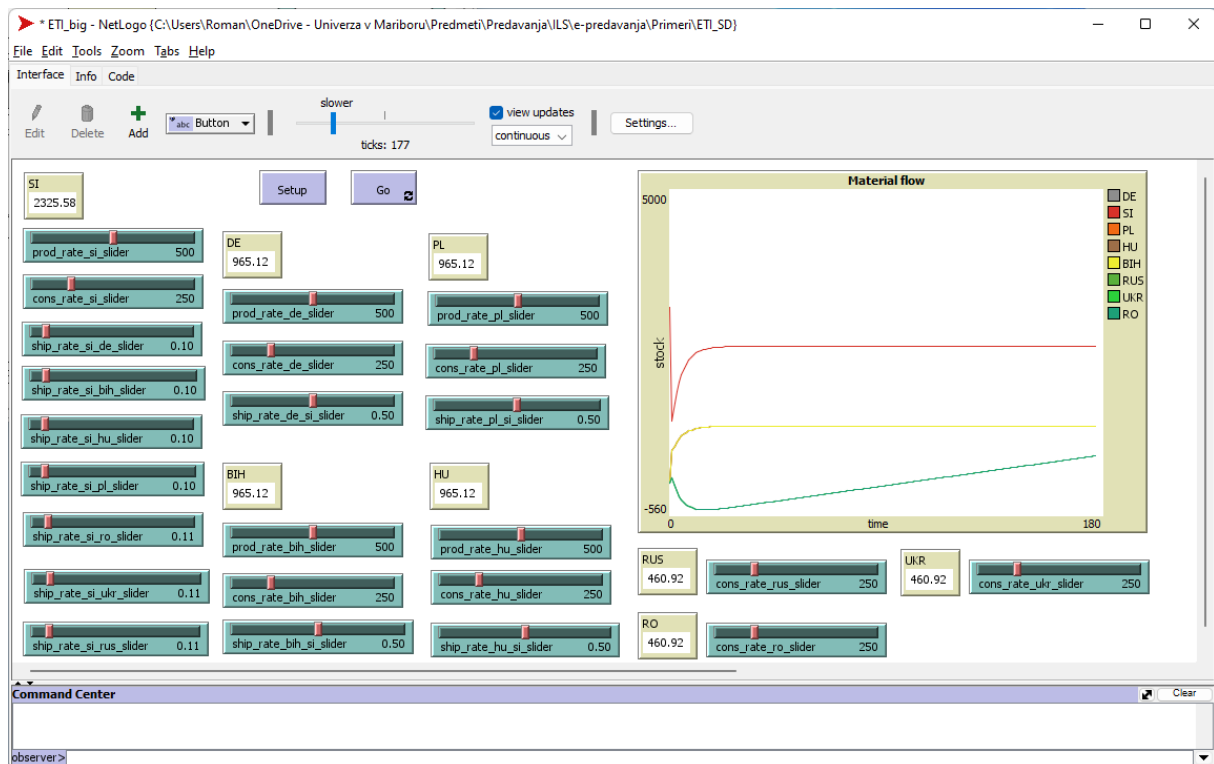 * ETI_big - NetLogo {C:\Users\Roman\OneDrive - Univerza v Mariboru\Predmeti\Predavanja\ILS\e-predavanja\Primeri\ETI_SD}
File Edit Tools Zoom Tabs Help
Interface Info Code
Edit Delete Add abc Button slower ticks: 177 view updates continuous Settings...
SI
2325.58
Setup Go
prod_rate_si_slider 500
cons_rate_si_slider 250
ship_rate_si_de_slider 0.10
ship_rate_si_bih_slider 0.10
ship_rate_si_hu_slider 0.10
ship_rate_si_pl_slider 0.10
ship_rate_si_ro_slider 0.11
ship_rate_si_ukr_slider 0.11
ship_rate_si_rus_slider 0.11
DE
965.12
prod_rate_de_slider 500
cons_rate_de_slider 250
ship_rate_de_si_slider 0.50
PL
965.12
prod_rate_pl_slider 500
cons_rate_pl_slider 250
ship_rate_pl_si_slider 0.50
BIH
965.12
prod_rate_bih_slider 500
cons_rate_bih_slider 250
ship_rate_bih_si_slider 0.50
HU
965.12
prod_rate_hu_slider 500
cons_rate_hu_slider 250
ship_rate_hu_si_slider 0.50
Material flow
5000
stock
-560
0 time 180
DE
SI
PL
HU
BIH
RUS
UKR
RO
RUS
460.92
cons_rate_rus_slider 250
UKR
460.92
cons_rate_ukr_slider 250
RO
460.92
cons_rate_ro_slider 250
Command Center Clear
observer>